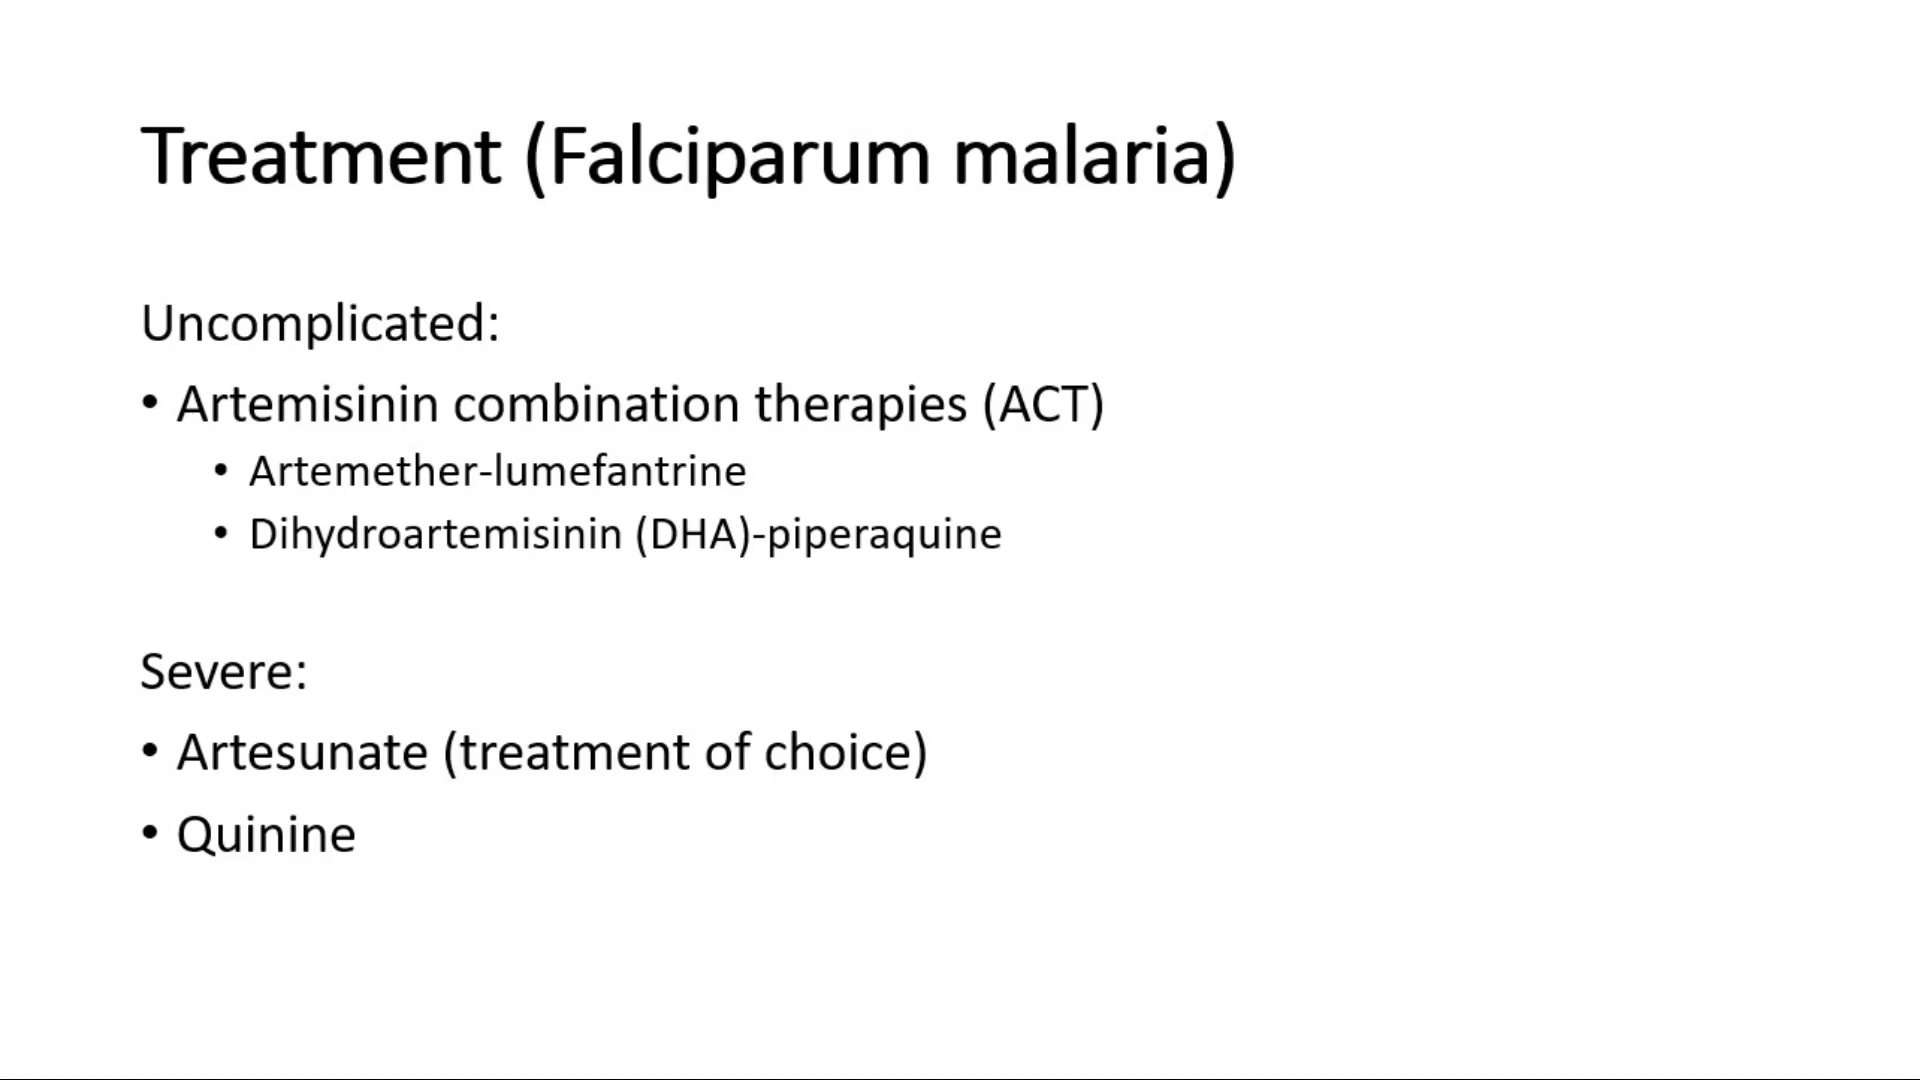 Treatment (Falciparum malaria)
Uncomplicated:
• Artemisinin combination therapies (ACT)
• Artemether-lumefantrine
• Dihydroartemisinin (DHA)-piperaquine
Severe:
• Artesunate (treatment of choice)
• Quinine